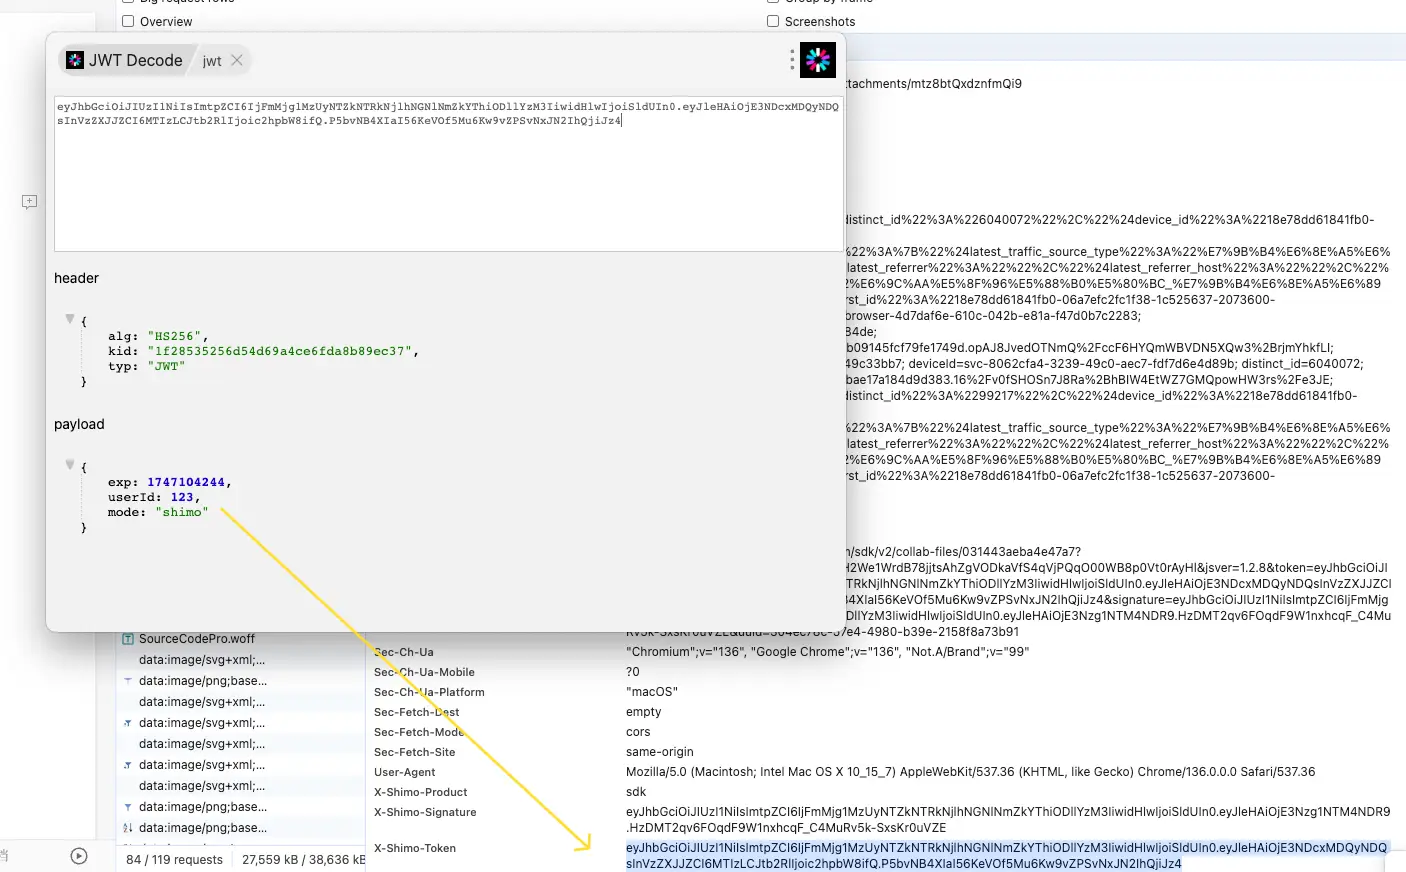 Big request rows
Group by frame
Overview
Screenshots
JWT Decode
jwt
ttachments/mtz8btQxdznfmQi9
eyJhbGciOiJIUzI1NiIsImtpZCI6IjFmMjg1MzUyNTZkNTRkNjlhNGNlNmZkYThiODllYzM3IiwidHlwIjoiSldUIn0.eyJleHAiOjE3NDcxMDQyNDQ
sInVzZXJJZCI6MTIzLCJtb2RlIjoic2hpbW8ifQ.P5bvNB4XIaI56KeVOf5Mu6Kw9vZPSvNxJN2IhQjiJz4
header
{
alg: "HS256",
kid: "1f28535256d54d69a4ce6fda8b89ec37",
typ: "JWT"
}
payload
{
exp: 1747104244,
userId: 123,
mode: "shimo"
}
distinct_id%22%3A%226040072%22%2C%22%24device_id%22%3A%2218e78dd61841fb0-
%22%3A%7B%22%24latest_traffic_source_type%22%3A%22%E7%9B%B4%E6%8E%A5%E6%
latest_referrer%22%3A%22%22%2C%22%24latest_referrer_host%22%3A%22%22%2C%22%
2%E6%9C%AA%E5%8F%96%E5%88%B0%E5%80%BC_%E7%9B%B4%E6%8E%A5%E6%89
rst_id%22%3A%2218e78dd61841fb0-06a7efc2fc1f38-1c525637-2073600-
browser-4d7daf6e-610c-042b-e81a-f47d0b7c2283;
84de;
b09145fcf79fe1749d.opAJ8JvedOTNmQ%2FccF6HYQmWBVDN5XQw3%2BrjmYhkfLI;
49c33bb7; deviceId=svc-8062cfa4-3239-49c0-aec7-fdf7d6e4d89b; distinct_id=6040072;
bae17a184d9d383.16%2Fv0fSHOSn7J8Ra%2BhBIW4EtWZ7GMQpowHW3rs%2Fe3JE;
distinct_id%22%3A%2299217%22%2C%22%24device_id%22%3A%2218e78dd61841fb0-
%22%3A%7B%22%24latest_traffic_source_type%22%3A%22%E7%9B%B4%E6%8E%A5%E6%
latest_referrer%22%3A%22%22%2C%22%24latest_referrer_host%22%3A%22%22%2C%22%
2%E6%9C%AA%E5%8F%96%E5%88%B0%E5%80%BC_%E7%9B%B4%E6%8E%A5%E6%89
rst_id%22%3A%2218e78dd61841fb0-06a7efc2fc1f38-1c525637-2073600-
n/sdk/v2/collab-files/031443aeba4e47a7?
H2We1WrdB78jjtsAhZgVODkaVfS4qVjPQqO00WB8p0Vt0rAyHl&jsver=1.2.8&token=eyJhbGciOiJI
TRkNjlhNGNlNmZkYThiODllYzM3IiwidHlwIjoiSldUIn0.eyJleHAiOjE3NDcxMDQyNDQsInVzZXJJZCI
B4XIaI56KeVOf5Mu6Kw9vZPSvNxJN2IhQjiJz4&signature=eyJhbGciOiJIUzI1NiIsImtpZCI6IjFmMjg
ODllYzM3IiwidHlwIjoiSldUIn0.eyJleHAiOjE3Nzg1NTM4NDR9.HzDMT2qv6FOqdF9W1nxhcqF_C4Mu
SourceCodePro.woff
data:image/svg+xml;...
Sec-Ch-Ua
"Chromium";v="136", "Google Chrome";v="136", "Not.A/Brand";v="99"
Sec-Ch-Ua-Mobile
?0
data:image/png;base...
Sec-Ch-Ua-Platform
"macOS"
data:image/svg+xml;...
Sec-Fetch-Dest
empty
data:image/svg+xml;...
Sec-Fetch-Mode
cors
data:image/svg+xml;...
Sec-Fetch-Site
same-origin
data:image/svg+xml;...
User-Agent
Mozilla/5.0 (Macintosh; Intel Mac OS X 10_15_7) AppleWebKit/537.36 (KHTML, like Gecko) Chrome/136.0.0.0 Safari/537.36
data:image/svg+xml;...
X-Shimo-Product
sdk
data:image/png;base...
X-Shimo-Signature
eyJhbGciOiJIUzI1NiIsImtpZCI6IjFmMjg1MzUyNTZkNTRkNjlhNGNlNmZkYThiODllYzM3IiwidHlwIjoiSldUIn0.eyJleHAiOjE3Nzg1NTM4NDR9
.HzDMT2qv6FOqdF9W1nxhcqF_C4MuRv5k-SxsKr0uVZE
data:image/png;base...
X-Shimo-Token
eyJhbGciOiJIUzI1NiIsImtpZCI6IjFmMjg1MzUyNTZkNTRkNjlhNGNlNmZkYThiODllYzM3IiwidHlwIjoiSldUIn0.eyJleHAiOjE3NDcxMDQyNDQ
sInVzZXJJZCI6MTIzLCJtb2RlIjoic2hpbW8ifQ.P5bvNB4XIaI56KeVOf5Mu6Kw9vZPSvNxJN2IhQjiJz4
84 / 119 requests
27,559 kB / 38,636 kB